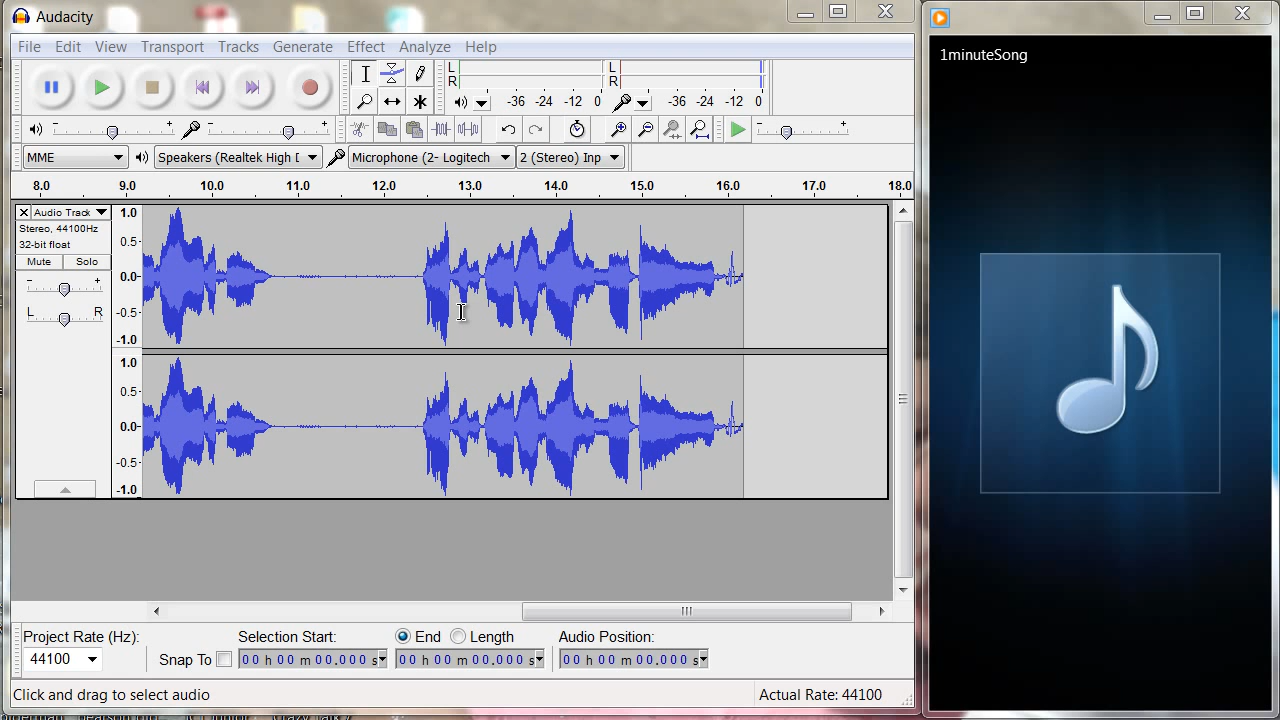 Audacity
1minuteSong
File Edit View Transport Tracks Generate Effect Analyze Help
L
R
-36 -24 -12 0
L
R
-36 -24 -12 0
- +
- +
MME
Speakers (Realtek High D
Microphone (2- Logitech
2 (Stereo) Inp
8.0 9.0 10.0 11.0 12.0 13.0 14.0 15.0 16.0 17.0 18.0
Audio Track
Stereo, 44100Hz
32-bit float
Mute Solo
- +
L R
1.0
0.5
0.0
-0.5
-1.0
1.0
0.5
0.0
-0.5
-1.0
Project Rate (Hz):
44100
Snap To
Selection Start:
00 h 00 m 00.000 s
End Length
00 h 00 m 00.000 s
Audio Position:
00 h 00 m 00.000 s
Click and drag to select audio
Actual Rate: 44100